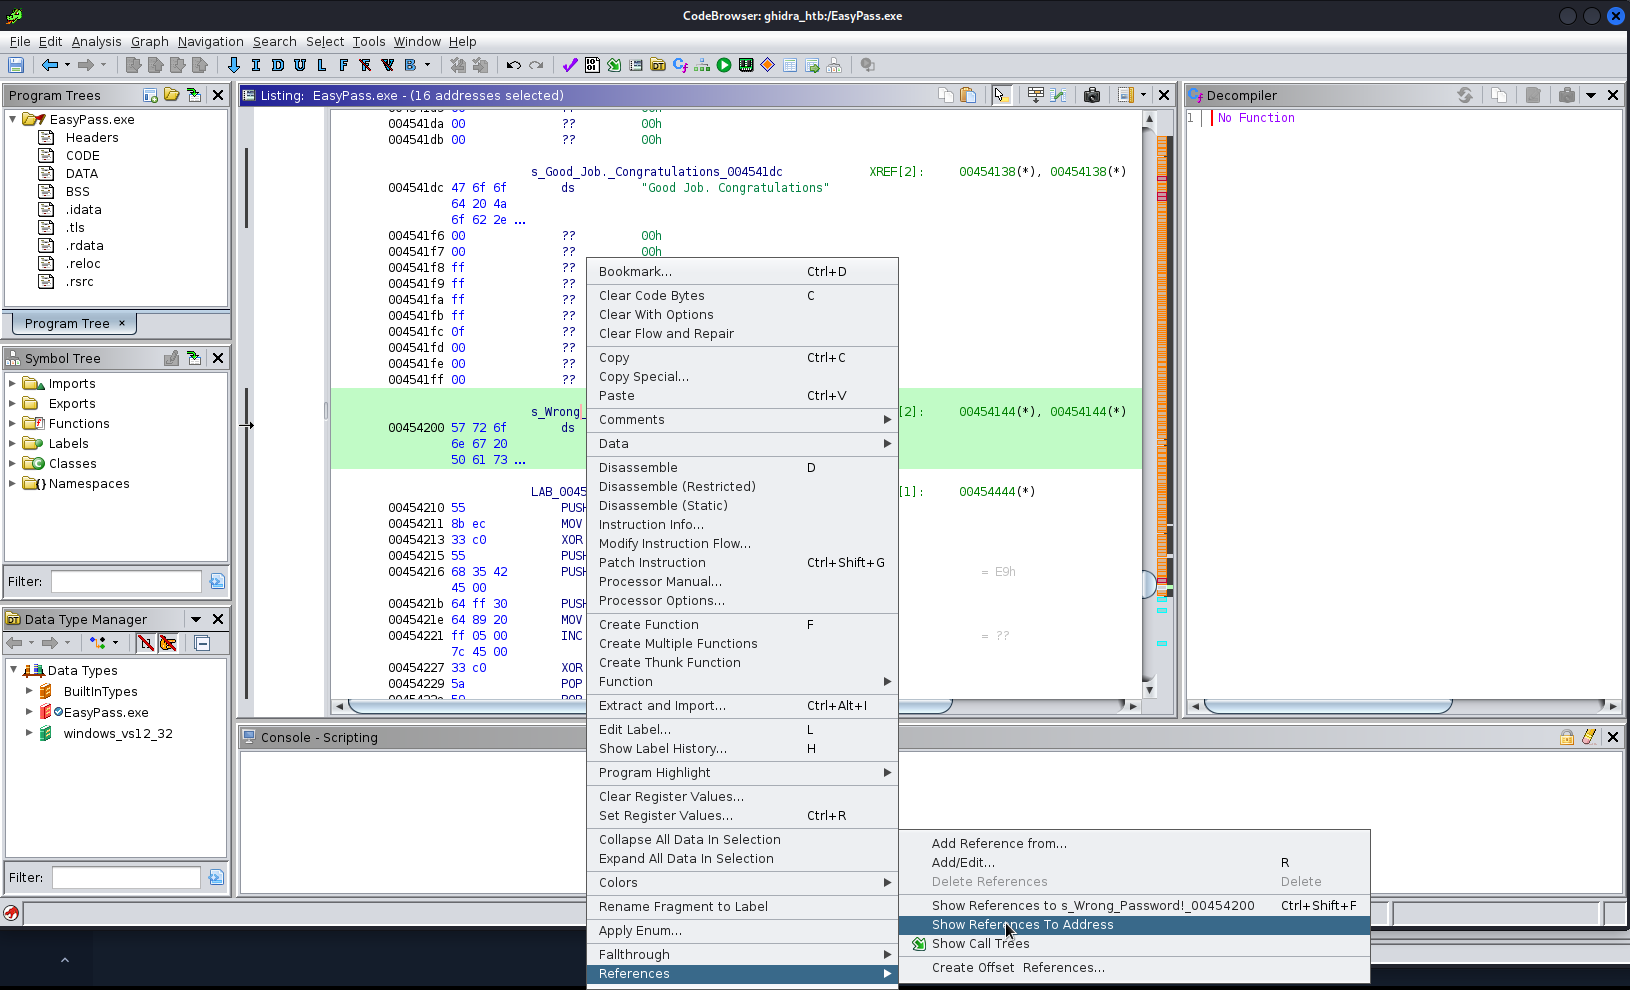 CodeBrowser: ghidra_htb:/EasyPass.exe
File Edit Analysis Graph Navigation Search Select Tools Window Help
I D U L F V B
Program Trees
EasyPass.exe
Headers
CODE
DATA
BSS
.idata
.tls
.rdata
.reloc
.rsrc
Program Tree ×
Symbol Tree
Imports
Exports
Functions
Labels
Classes
Namespaces
Filter:
Data Type Manager
Data Types
BuiltInTypes
EasyPass.exe
windows_vs12_32
Filter:
Listing: EasyPass.exe - (16 addresses selected)
004541da 00 ?? 00h
004541db 00 ?? 00h
s_Good_Job._Congratulations_004541dc XREF[2]: 00454138(*), 00454138(*)
004541dc 47 6f 6f ds "Good Job. Congratulations"
64 20 4a
6f 62 2e ...
004541f6 00 ?? 00h
004541f7 00 ?? 00h
004541f8 ff ??
004541f9 ff ??
004541fa ff ??
004541fb ff ??
004541fc 0f ??
004541fd 00 ??
004541fe 00 ??
004541ff 00 ??
s_Wrong_ [2]: 00454144(*), 00454144(*)
00454200 57 72 6f ds
6e 67 20
50 61 73 ...
LAB_0045 [1]: 00454444(*)
00454210 55 PUSH
00454211 8b ec MOV
00454213 33 c0 XOR
00454215 55 PUSH
00454216 68 35 42 PUSH = E9h
45 00
0045421b 64 ff 30 PUSH
0045421e 64 89 20 MOV
00454221 ff 05 00 INC = ??
7c 45 00
00454227 33 c0 XOR
00454229 5a POP
Bookmark... Ctrl+D
Clear Code Bytes C
Clear With Options
Clear Flow and Repair
Copy Ctrl+C
Copy Special...
Paste Ctrl+V
Comments
Data
Disassemble D
Disassemble (Restricted)
Disassemble (Static)
Instruction Info...
Modify Instruction Flow...
Patch Instruction Ctrl+Shift+G
Processor Manual...
Processor Options...
Create Function F
Create Multiple Functions
Create Thunk Function
Function
Extract and Import... Ctrl+Alt+I
Edit Label... L
Show Label History... H
Program Highlight
Clear Register Values...
Set Register Values... Ctrl+R
Collapse All Data In Selection
Expand All Data In Selection
Colors
Rename Fragment to Label
Apply Enum...
Fallthrough
References
Add Reference from...
Add/Edit... R
Delete References Delete
Show References to s_Wrong_Password!_00454200 Ctrl+Shift+F
Show References To Address
Show Call Trees
Create Offset References...
Decompiler
1 No Function
Console - Scripting